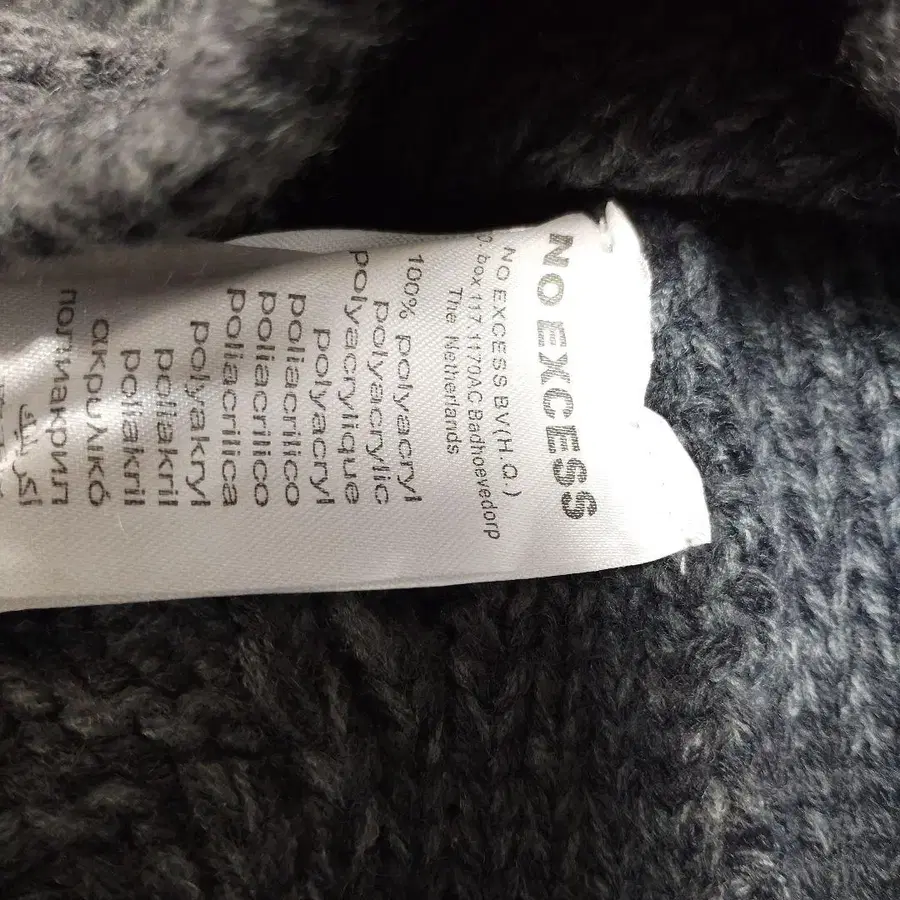 NO EXCESS
NO EXCESS BV(H.Q.)
box 117.1170AC Badhoevedorp
The Netherlands
100% polyacryl
polyacrylic
polyacrylique
polyacryl
poliacrilico
poliacrilico
poliacrilica
polyakryl
poliakril
poliakril
ακρυλικό
полиакрил